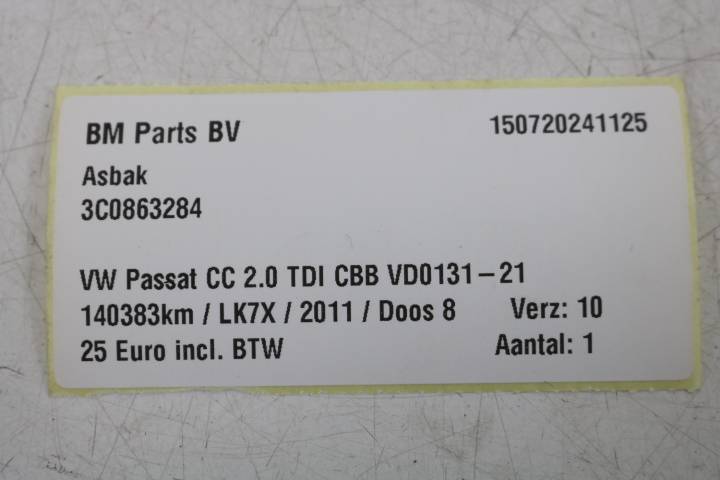 BM Parts BV 150720241125
Asbak
3C0863284
VW Passat CC 2.0 TDI CBB VD0131-21
140383km / LK7X / 2011 / Doos 8 Verz: 10
25 Euro incl. BTW Aantal: 1